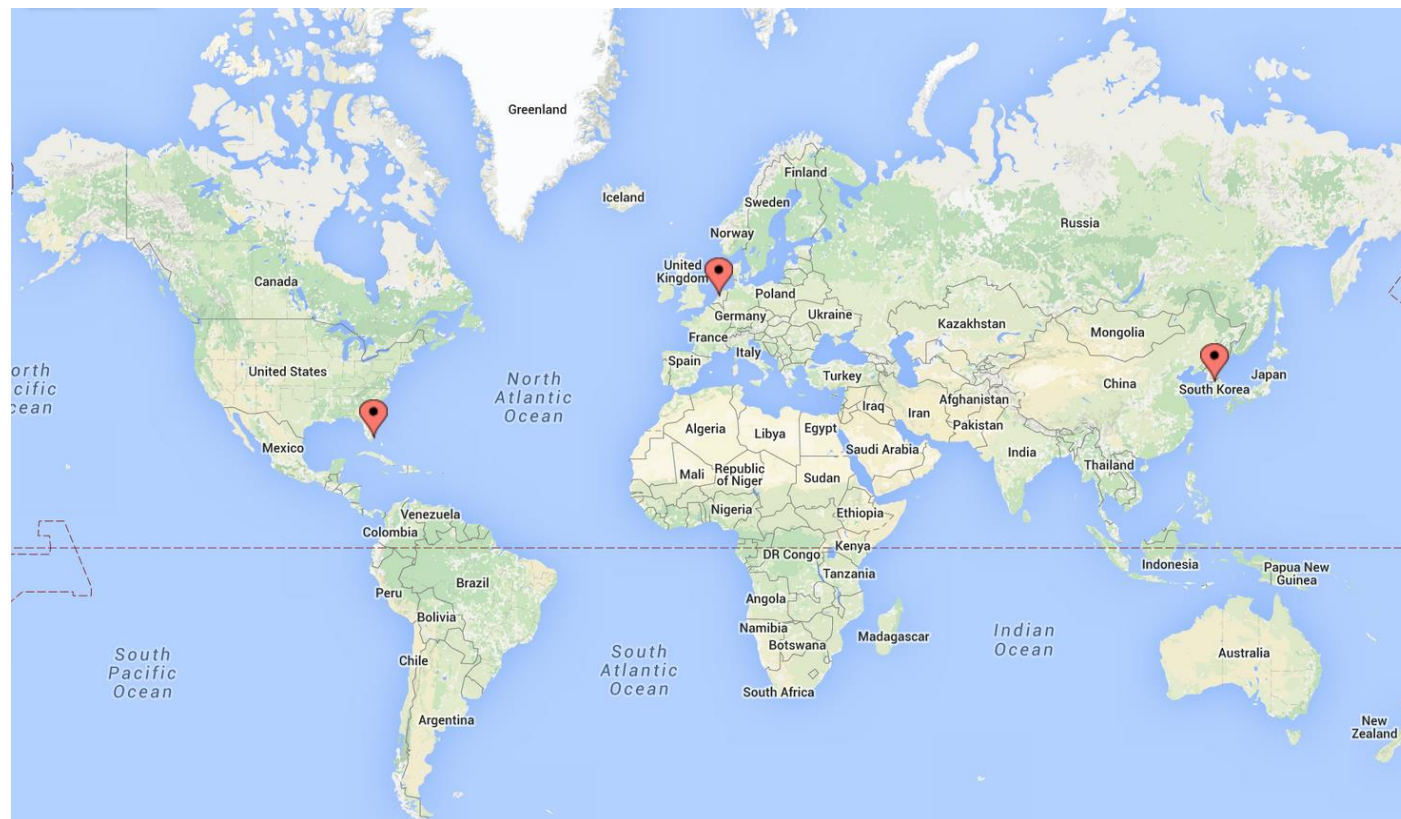 Greenland
Iceland
Finland
Sweden
Norway
Russia
United
Kingdom
Canada
Poland
Germany
Ukraine
Kazakhstan
Mongolia
France
Italy
Spain
Turkey
China
South Korea
Japan
United States
orth
cific
cean
North
Atlantic
Ocean
Iraq
Iran
Afghanistan
Pakistan
Algeria
Libya
Egypt
Saudi Arabia
India
Mexico
Mali
Republic
of Niger
Sudan
Thailand
Nigeria
Ethiopia
Venezuela
Colombia
DR Congo
Kenya
Indonesia
Papua New
Guinea
Brazil
Peru
Tanzania
Angola
Bolivia
Namibia
Botswana
Madagascar
Indian
Ocean
South
Pacific
Ocean
Chile
South
Atlantic
Ocean
Australia
South Africa
Argentina
New
Zealand